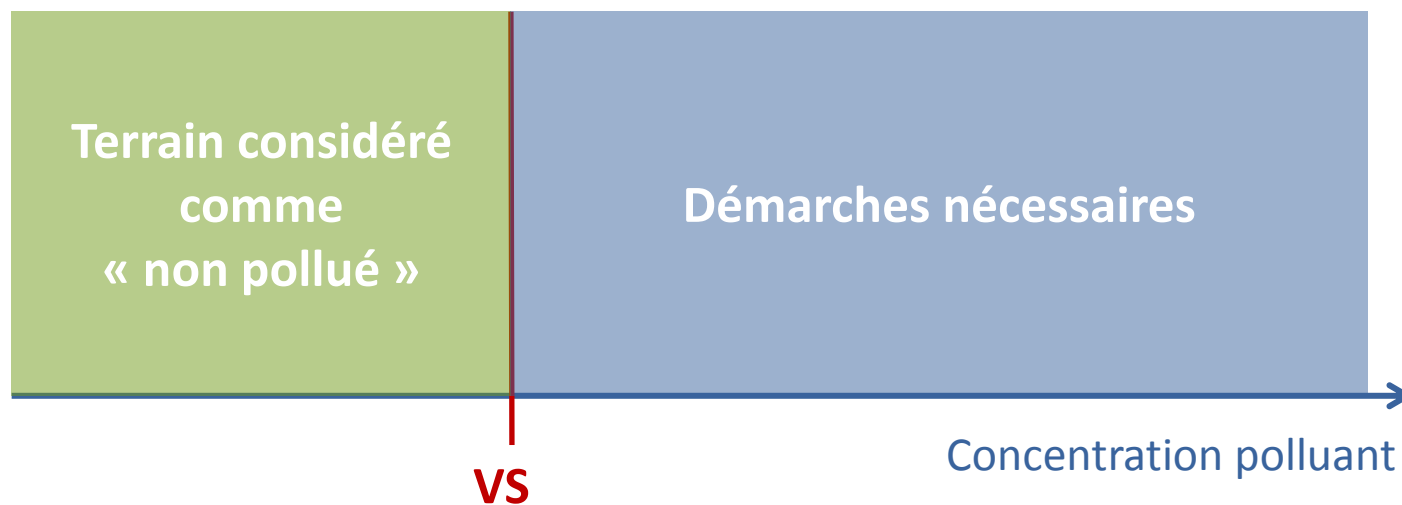 Terrain considéré
comme
« non pollué »
Démarches nécessaires
Concentration polluant
VS